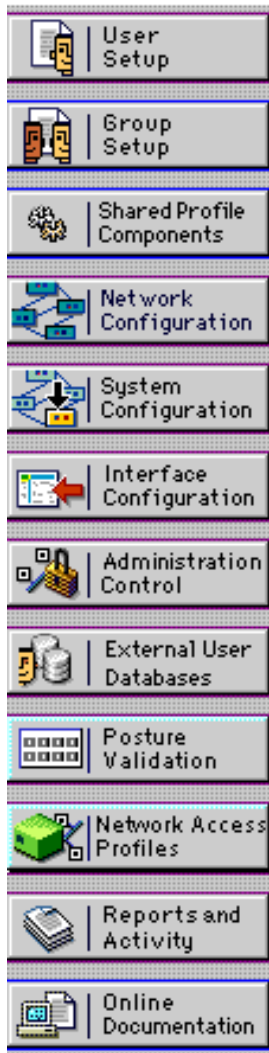 User
Setup
Group
Setup
Shared Profile
Components
Network
Configuration
System
Configuration
Interface
Configuration
Administration
Control
External User
Databases
Posture
Validation
Network Access
Profiles
Reports and
Activity
Online
Documentation